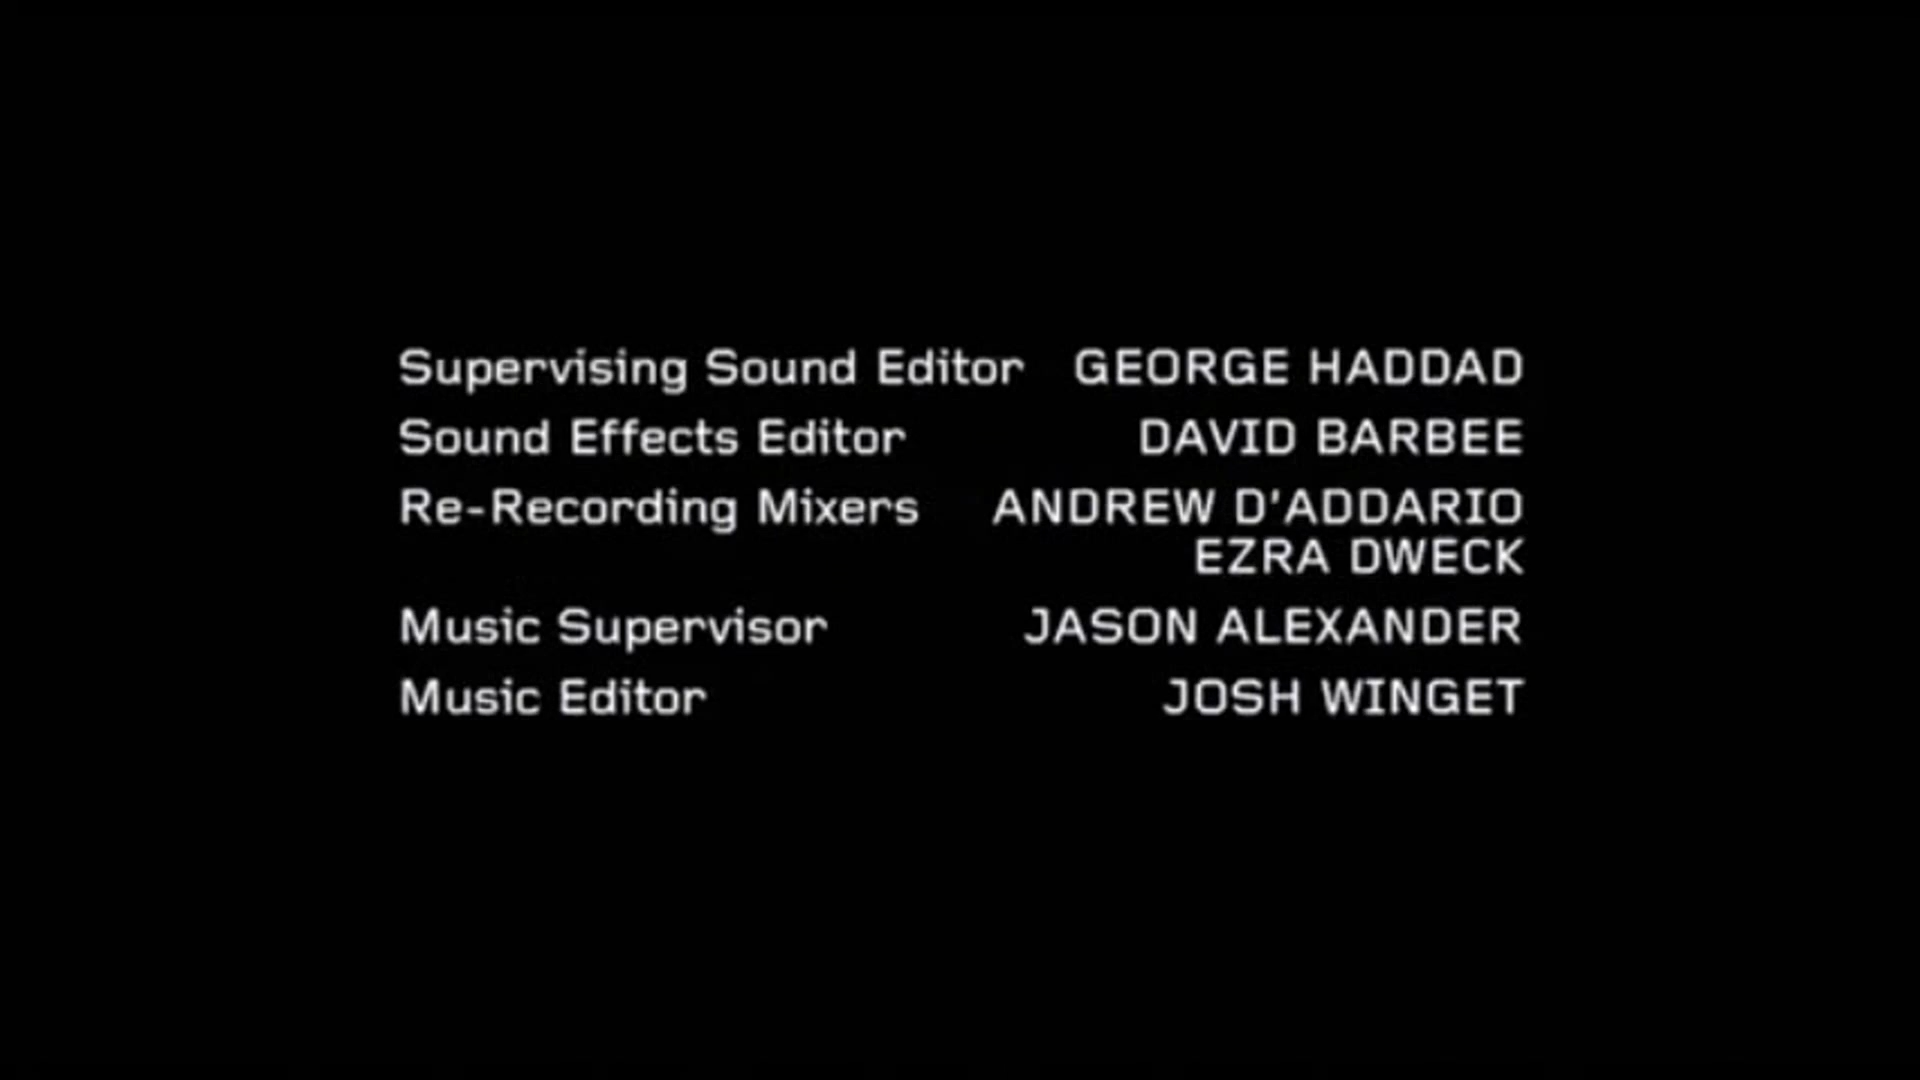 Supervising Sound Editor GEORGE HADDAD
Sound Effects Editor DAVID BARBEE
Re-Recording Mixers ANDREW D'ADDARIO
EZRA DWECK
Music Supervisor JASON ALEXANDER
Music Editor JOSH WINGET